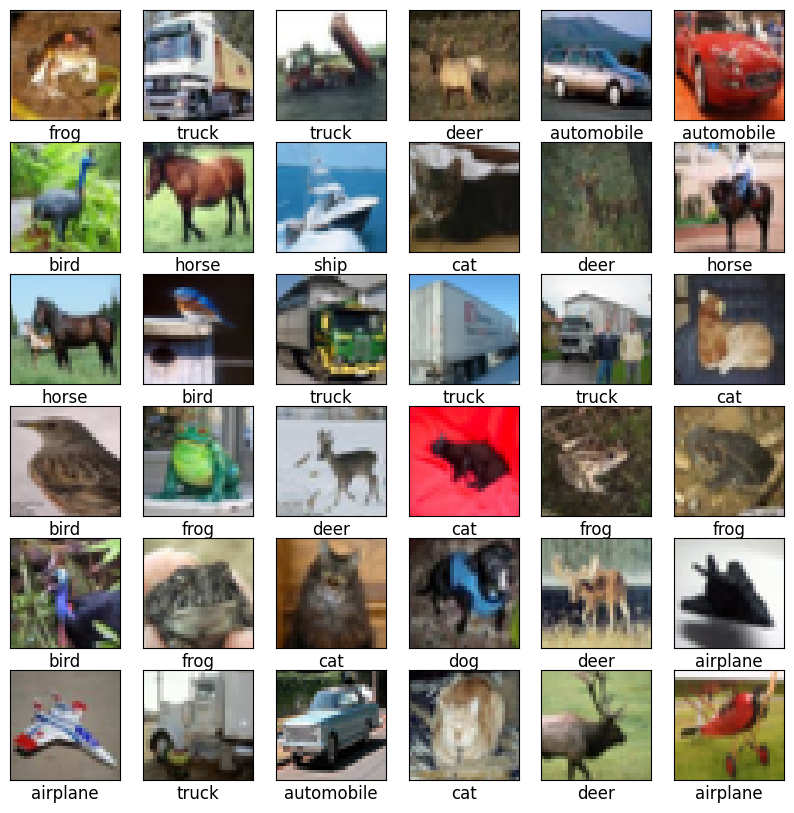 frog truck truck deer automobile automobile
bird horse ship cat deer horse
horse bird truck truck truck cat
bird frog deer cat frog frog
bird frog cat dog deer airplane
airplane truck automobile cat deer airplane